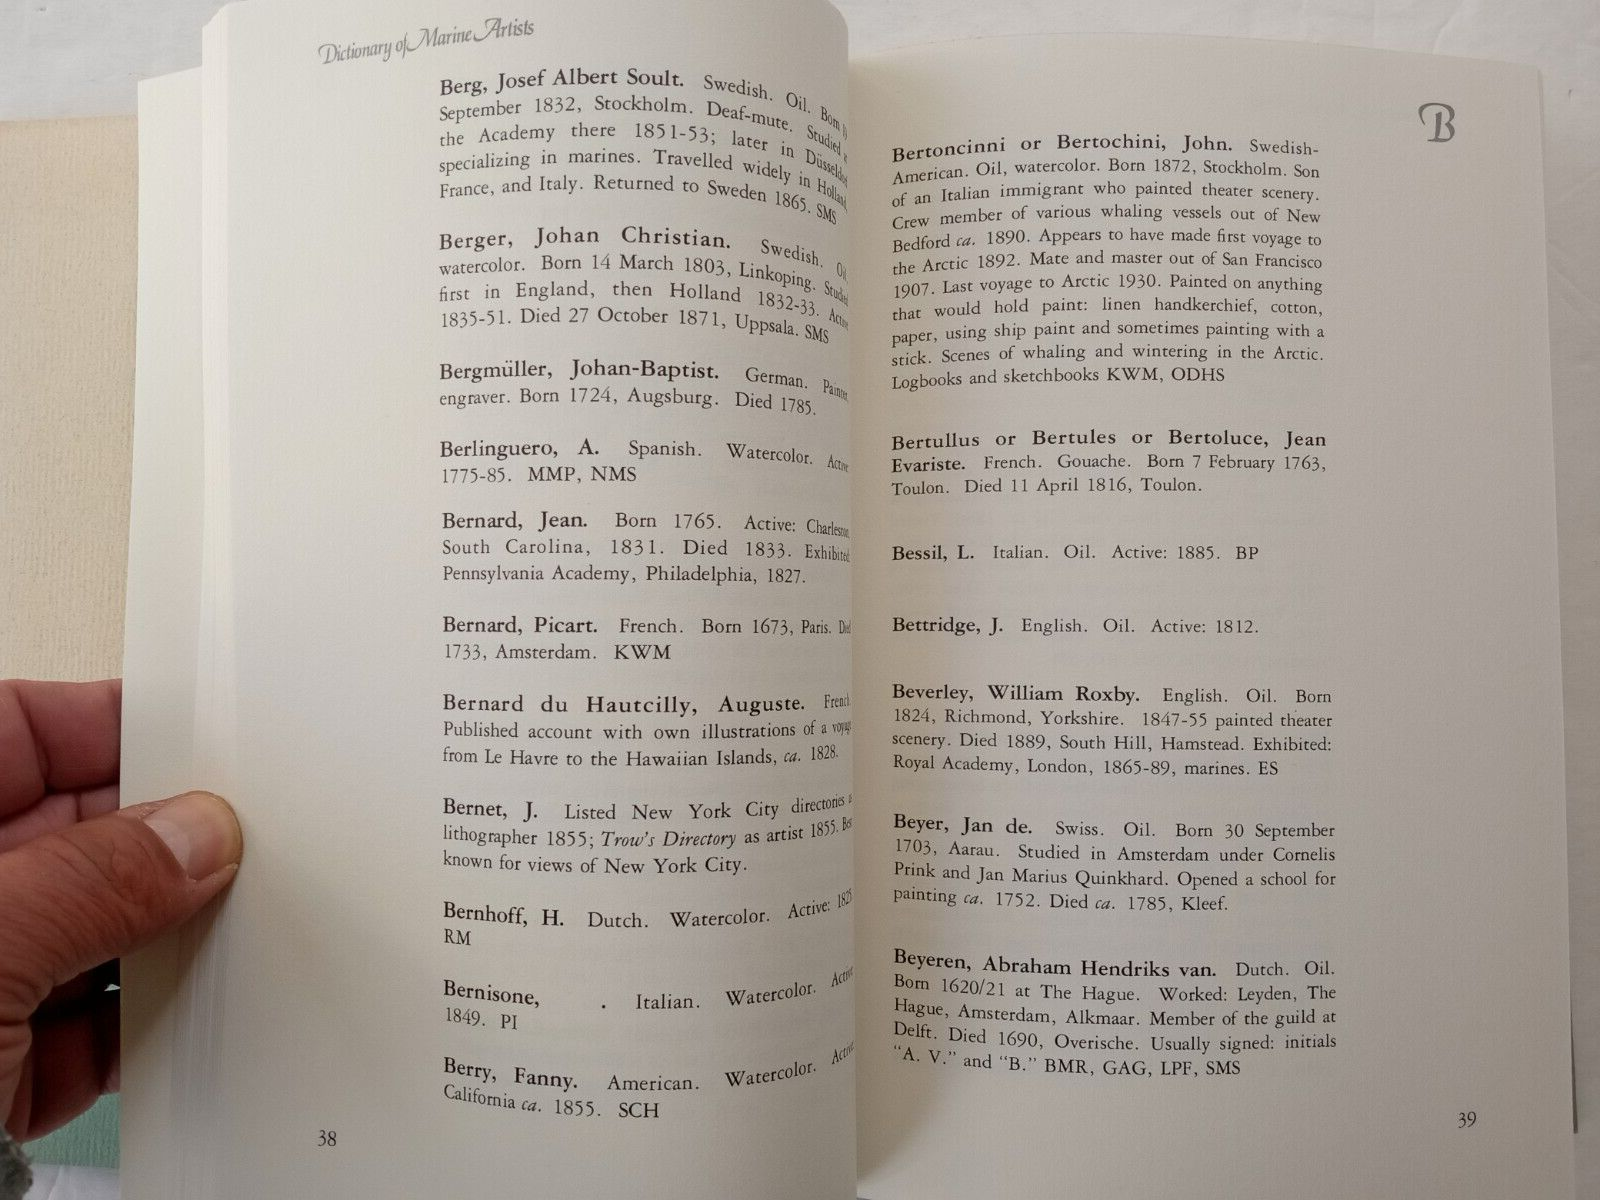 Dictionary of Marine Artists
Berg, Josef Albert Soult. Swedish. Oil. Born
September 1832, Stockholm. Deaf-mute. Studied
the Academy there 1851-53; later in Düsseldorf
specializing in marines. Travelled widely in Holland,
France, and Italy. Returned to Sweden 1865. SMS
Berger, Johan Christian. Swedish. Oil,
watercolor. Born 14 March 1803, Linkoping. Studied
first in England, then Holland 1832-33. Active
1835-51. Died 27 October 1871, Uppsala. SMS
Bergmüller, Johan-Baptist. German. Painter,
engraver. Born 1724, Augsburg. Died 1785.
Berlinguero, A. Spanish. Watercolor. Active
1775-85. MMP, NMS
Bernard, Jean. Born 1765. Active: Charleston,
South Carolina, 1831. Died 1833. Exhibited:
Pennsylvania Academy, Philadelphia, 1827.
Bernard, Picart. French. Born 1673, Paris. Died
1733, Amsterdam. KWM
Bernard du Hautcilly, Auguste. French.
Published account with own illustrations of a voyage
from Le Havre to the Hawaiian Islands, ca. 1828.
Bernet, J. Listed New York City directories as
lithographer 1855; Trow's Directory as artist 1855. Best
known for views of New York City.
Bernhoff, H. Dutch. Watercolor. Active: 1825
RM
Bernisone, . Italian. Watercolor. Active
1849. PI
Berry, Fanny. American. Watercolor. Active:
California ca. 1855. SCH
38
B
Bertoncinni or Bertochini, John. Swedish-
American. Oil, watercolor. Born 1872, Stockholm. Son
of an Italian immigrant who painted theater scenery.
Crew member of various whaling vessels out of New
Bedford ca. 1890. Appears to have made first voyage to
the Arctic 1892. Mate and master out of San Francisco
1907. Last voyage to Arctic 1930. Painted on anything
that would hold paint: linen handkerchief, cotton,
paper, using ship paint and sometimes painting with a
stick. Scenes of whaling and wintering in the Arctic.
Logbooks and sketchbooks KWM, ODHS
Bertullus or Bertules or Bertoluce, Jean
Evariste. French. Gouache. Born 7 February 1763,
Toulon. Died 11 April 1816, Toulon.
Bessil, L. Italian. Oil. Active: 1885. BP
Bettridge, J. English. Oil. Active: 1812.
Beverley, William Roxby. English. Oil. Born
1824, Richmond, Yorkshire. 1847-55 painted theater
scenery. Died 1889, South Hill, Hamstead. Exhibited:
Royal Academy, London, 1865-89, marines. ES
Beyer, Jan de. Swiss. Oil. Born 30 September
1703, Aarau. Studied in Amsterdam under Cornelis
Prink and Jan Marius Quinkhard. Opened a school for
painting ca. 1752. Died ca. 1785, Kleef.
Beyeren, Abraham Hendriks van. Dutch. Oil.
Born 1620/21 at The Hague. Worked: Leyden, The
Hague, Amsterdam, Alkmaar. Member of the guild at
Delft. Died 1690, Overische. Usually signed: initials
"A. V." and "B." BMR, GAG, LPF, SMS
39